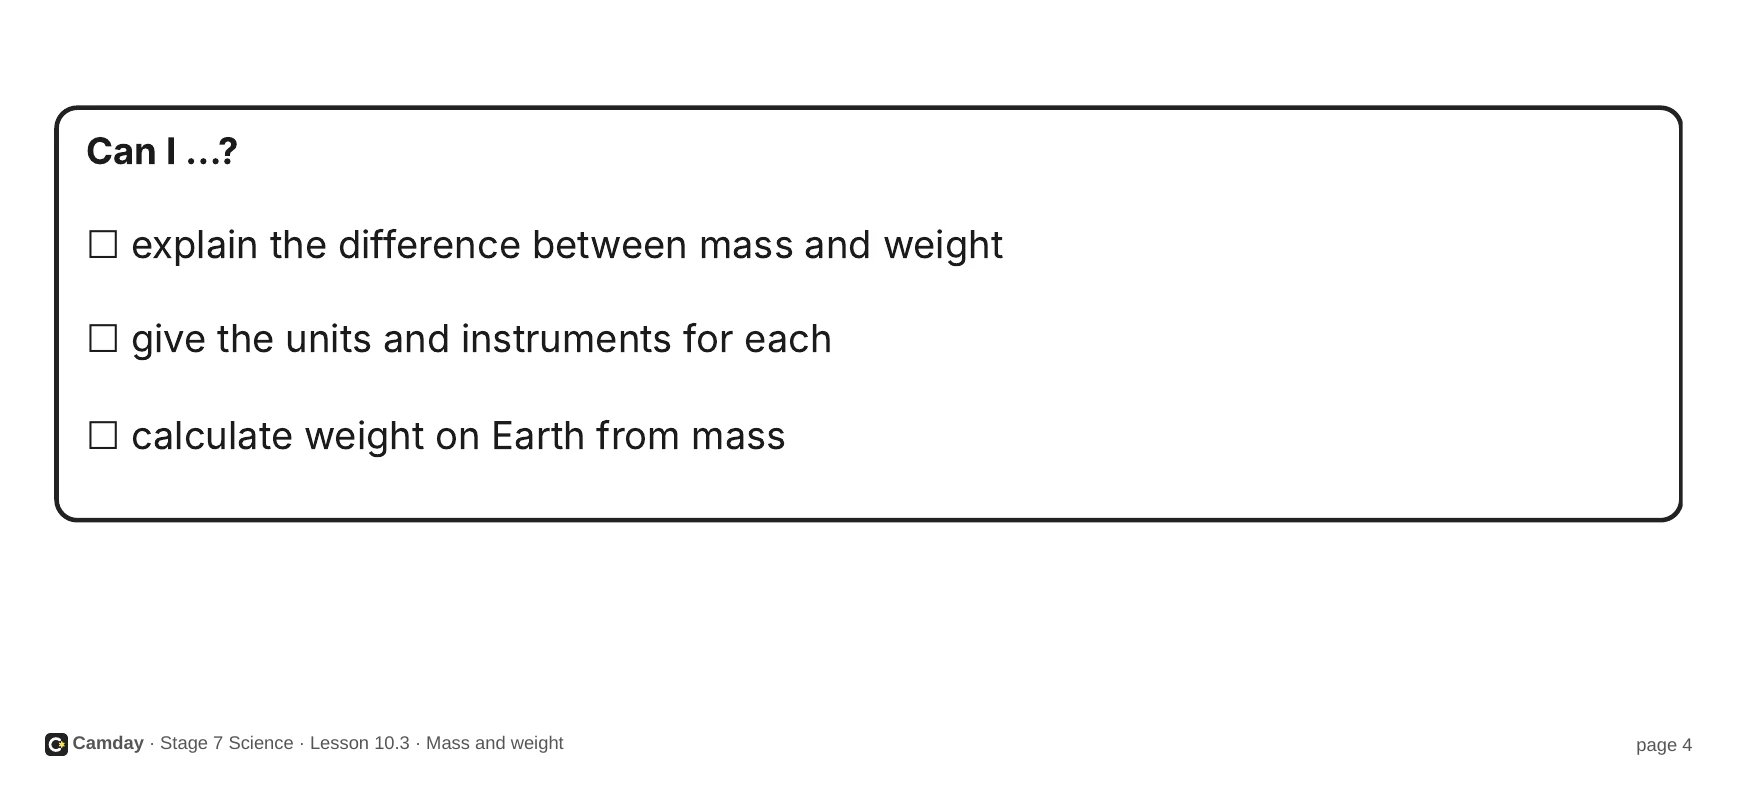 Can I …?
☐ explain the difference between mass and weight
☐ give the units and instruments for each
☐ calculate weight on Earth from mass
Camday · Stage 7 Science · Lesson 10.3 · Mass and weight
page 4